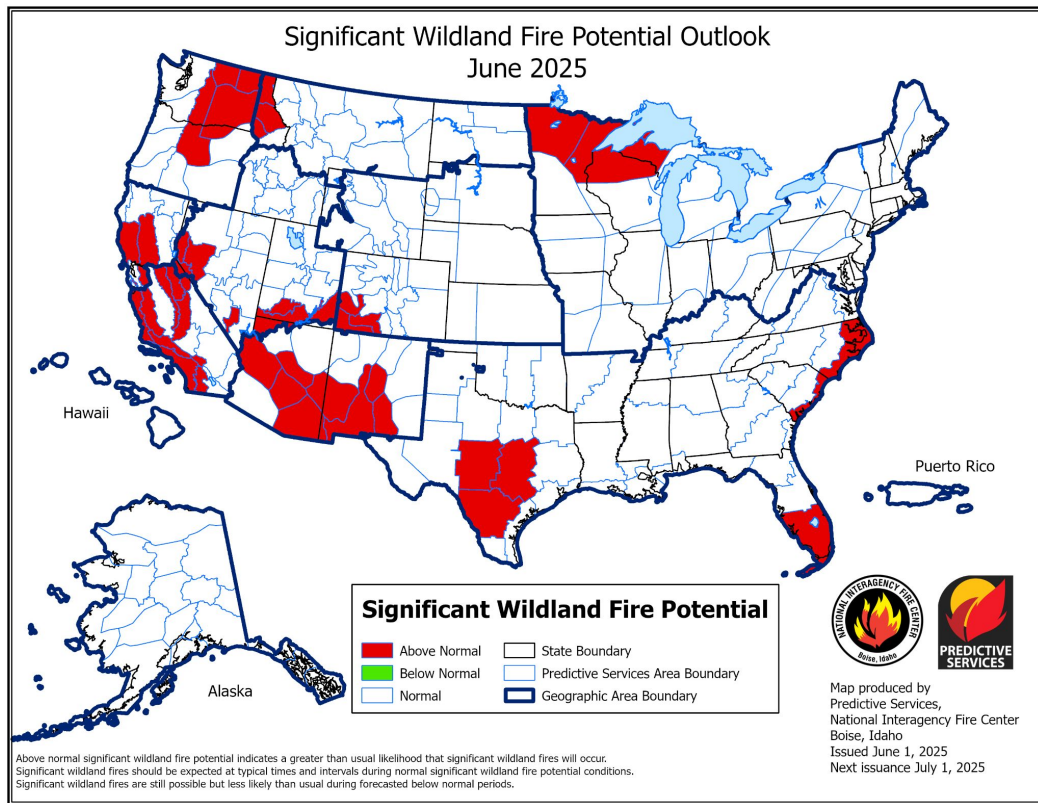 Significant Wildland Fire Potential Outlook
June 2025
Hawaii
Puerto Rico
Alaska
Significant Wildland Fire Potential
Above Normal
Below Normal
Normal
State Boundary
Predictive Services Area Boundary
Geographic Area Boundary
NATIONAL INTERAGENCY FIRE CENTER
Boise, Idaho
PREDICTIVE
SERVICES
Map produced by
Predictive Services,
National Interagency Fire Center
Boise, Idaho
Issued June 1, 2025
Next issuance July 1, 2025
Above normal significant wildland fire potential indicates a greater than usual likelihood that significant wildland fires will occur.
Significant wildland fires should be expected at typical times and intervals during normal significant wildland fire potential conditions.
Significant wildland fires are still possible but less likely than usual during forecasted below normal periods.